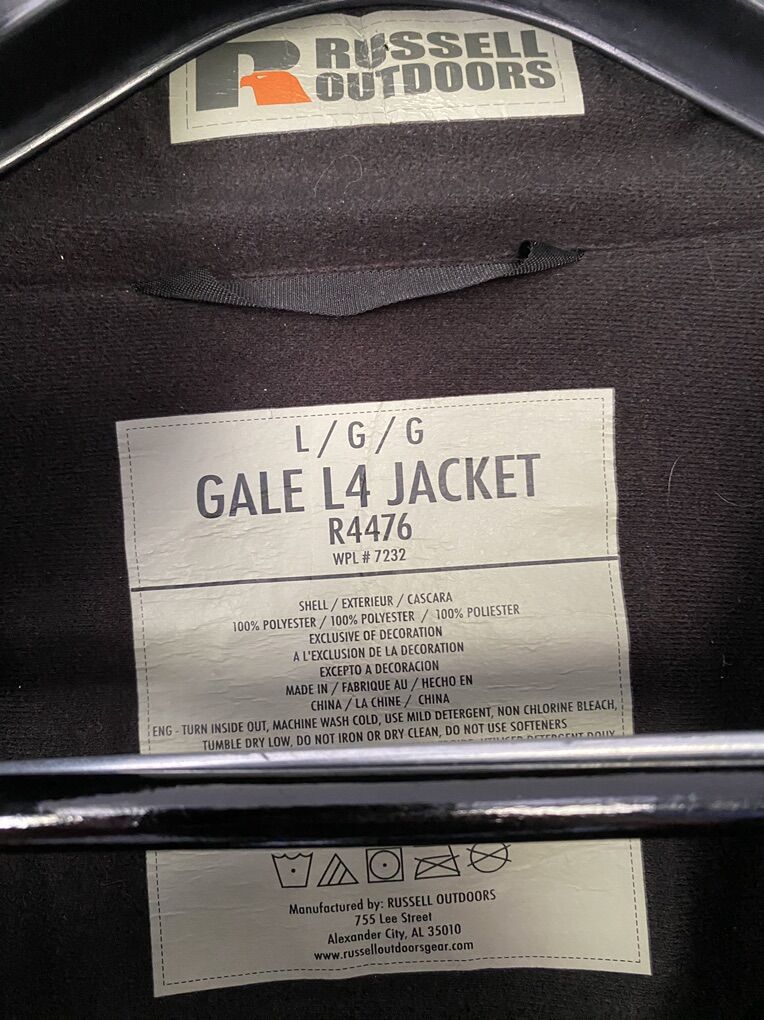 RUSSELL
OUTDOORS
L / G / G
GALE L4 JACKET
R4476
WPL # 7232
SHELL / EXTERIEUR / CASCARA
100% POLYESTER / 100% POLYESTER / 100% POLIESTER
EXCLUSIVE OF DECORATION
A L'EXCLUSION DE LA DECORATION
EXCEPTO A DECORACION
MADE IN / FABRIQUE AU / HECHO EN
CHINA / LA CHINE / CHINA
ENG - TURN INSIDE OUT, MACHINE WASH COLD, USE MILD DETERGENT, NON CHLORINE BLEACH,
TUMBLE DRY LOW, DO NOT IRON OR DRY CLEAN, DO NOT USE SOFTENERS
UTILISER DETERGENT DOUX
Manufactured by: RUSSELL OUTDOORS
755 Lee Street
Alexander City, AL 35010
www.russelloutdoorsgear.com